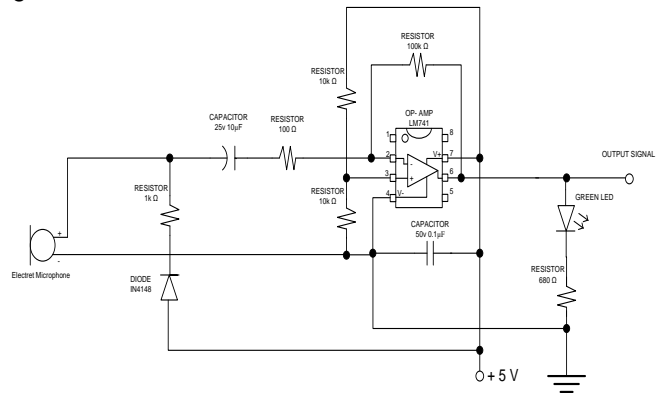 RESISTOR
100k Ω
RESISTOR
10k Ω
CAPACITOR
25v 10µF
RESISTOR
100 Ω
OP- AMP
LM741
1
8
2
-
V+
7
3
+
6
4
V-
5
OUTPUT SIGNAL
RESISTOR
1k Ω
RESISTOR
10k Ω
GREEN LED
CAPACITOR
50v 0.1µF
+
-
Electret Microphone
DIODE
IN4148
RESISTOR
680 Ω
+ 5 V